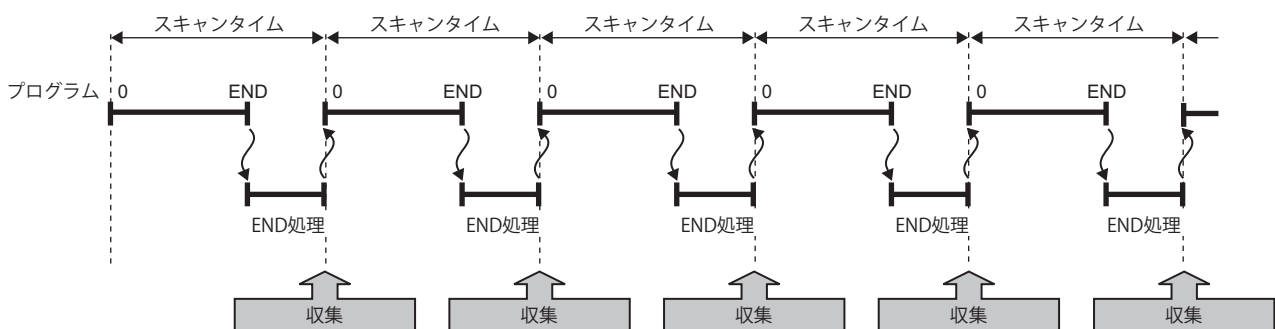 スキャンタイム スキャンタイム スキャンタイム スキャンタイム スキャンタイム
プログラム 0 END 0 END 0 END 0 END 0 END
END処理 END処理 END処理 END処理 END処理
収集 収集 収集 収集 収集